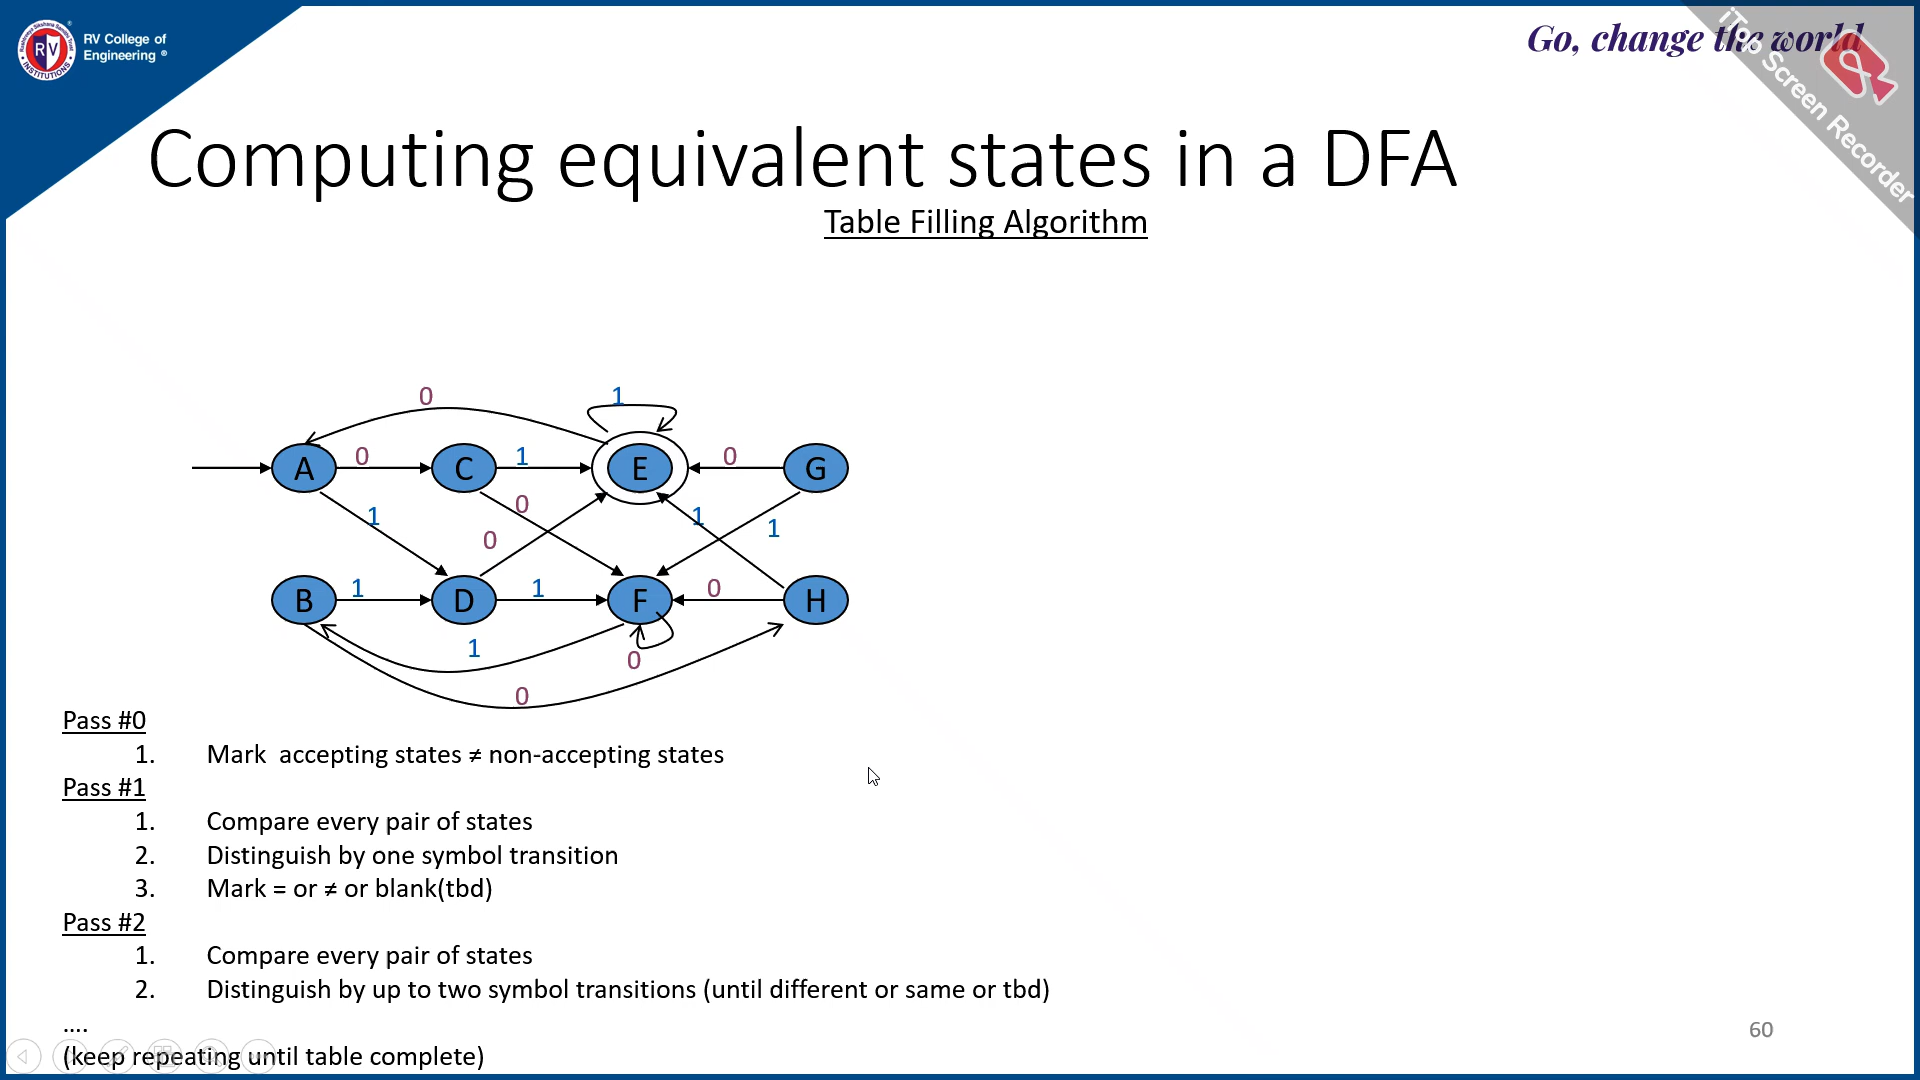 RV College of
Engineering ®
Go, change the world
iTop Screen Recorder
RV
INSTITUTIONS
Computing equivalent states in a DFA
Table Filling Algorithm
0
1
A
0
C
1
E
0
G
1
0
0
1
1
B
1
D
1
F
0
H
1
0
0
Pass #0
1. Mark accepting states ≠ non-accepting states
Pass #1
1. Compare every pair of states
2. Distinguish by one symbol transition
3. Mark = or ≠ or blank(tbd)
Pass #2
1. Compare every pair of states
2. Distinguish by up to two symbol transitions (until different or same or tbd)
....
(keep repeating until table complete)
60